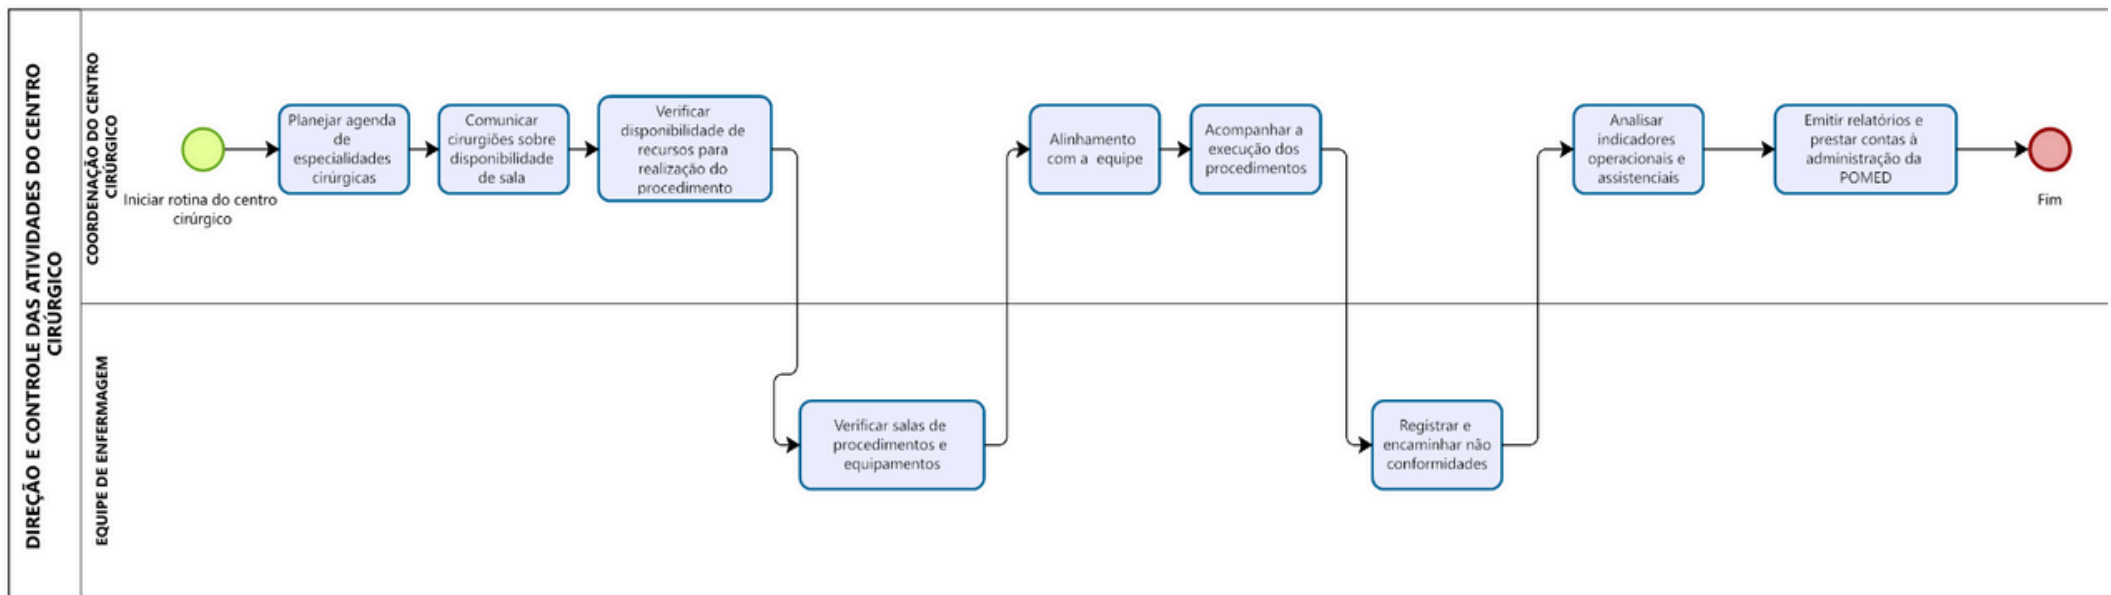 DIREÇÃO E CONTROLE DAS ATIVIDADES DO CENTRO
CIRÚRGICO
COORDENAÇÃO DO CENTRO
CIRÚRGICO
Iniciar rotina do centro
cirúrgico
Planejar agenda
de
especialidades
cirúrgicas
Comunicar
cirurgiões sobre
disponibilidade
de sala
Verificar
disponibilidade de
recursos para
realização do
procedimento
Alinhamento
com a  equipe
Acompanhar a
execução dos
procedimentos
Analisar
indicadores
operacionais e
assistenciais
Emitir relatórios e
prestar contas à
administração da
POMED
Fim
EQUIPE DE ENFERMAGEM
Verificar salas de
procedimentos e
equipamentos
Registrar e
encaminhar não
conformidades